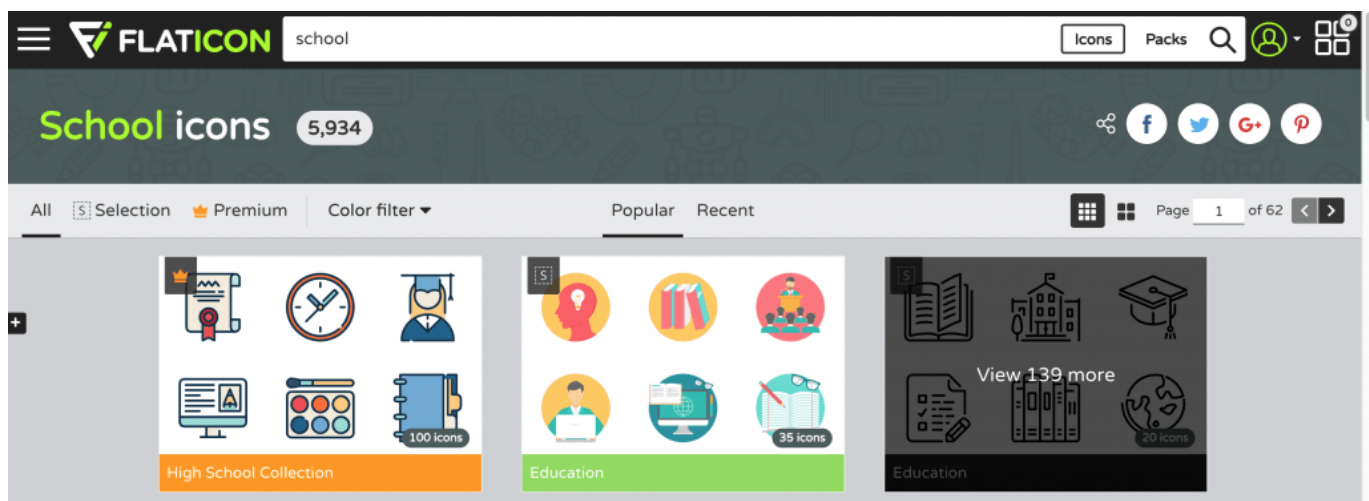 FLATICON school Icons Packs 0
School icons 5,934
All S Selection Premium Color filter Popular Recent Page 1 of 62
S S
View 139 more
100 icons 35 icons 20 icons
High School Collection Education Education